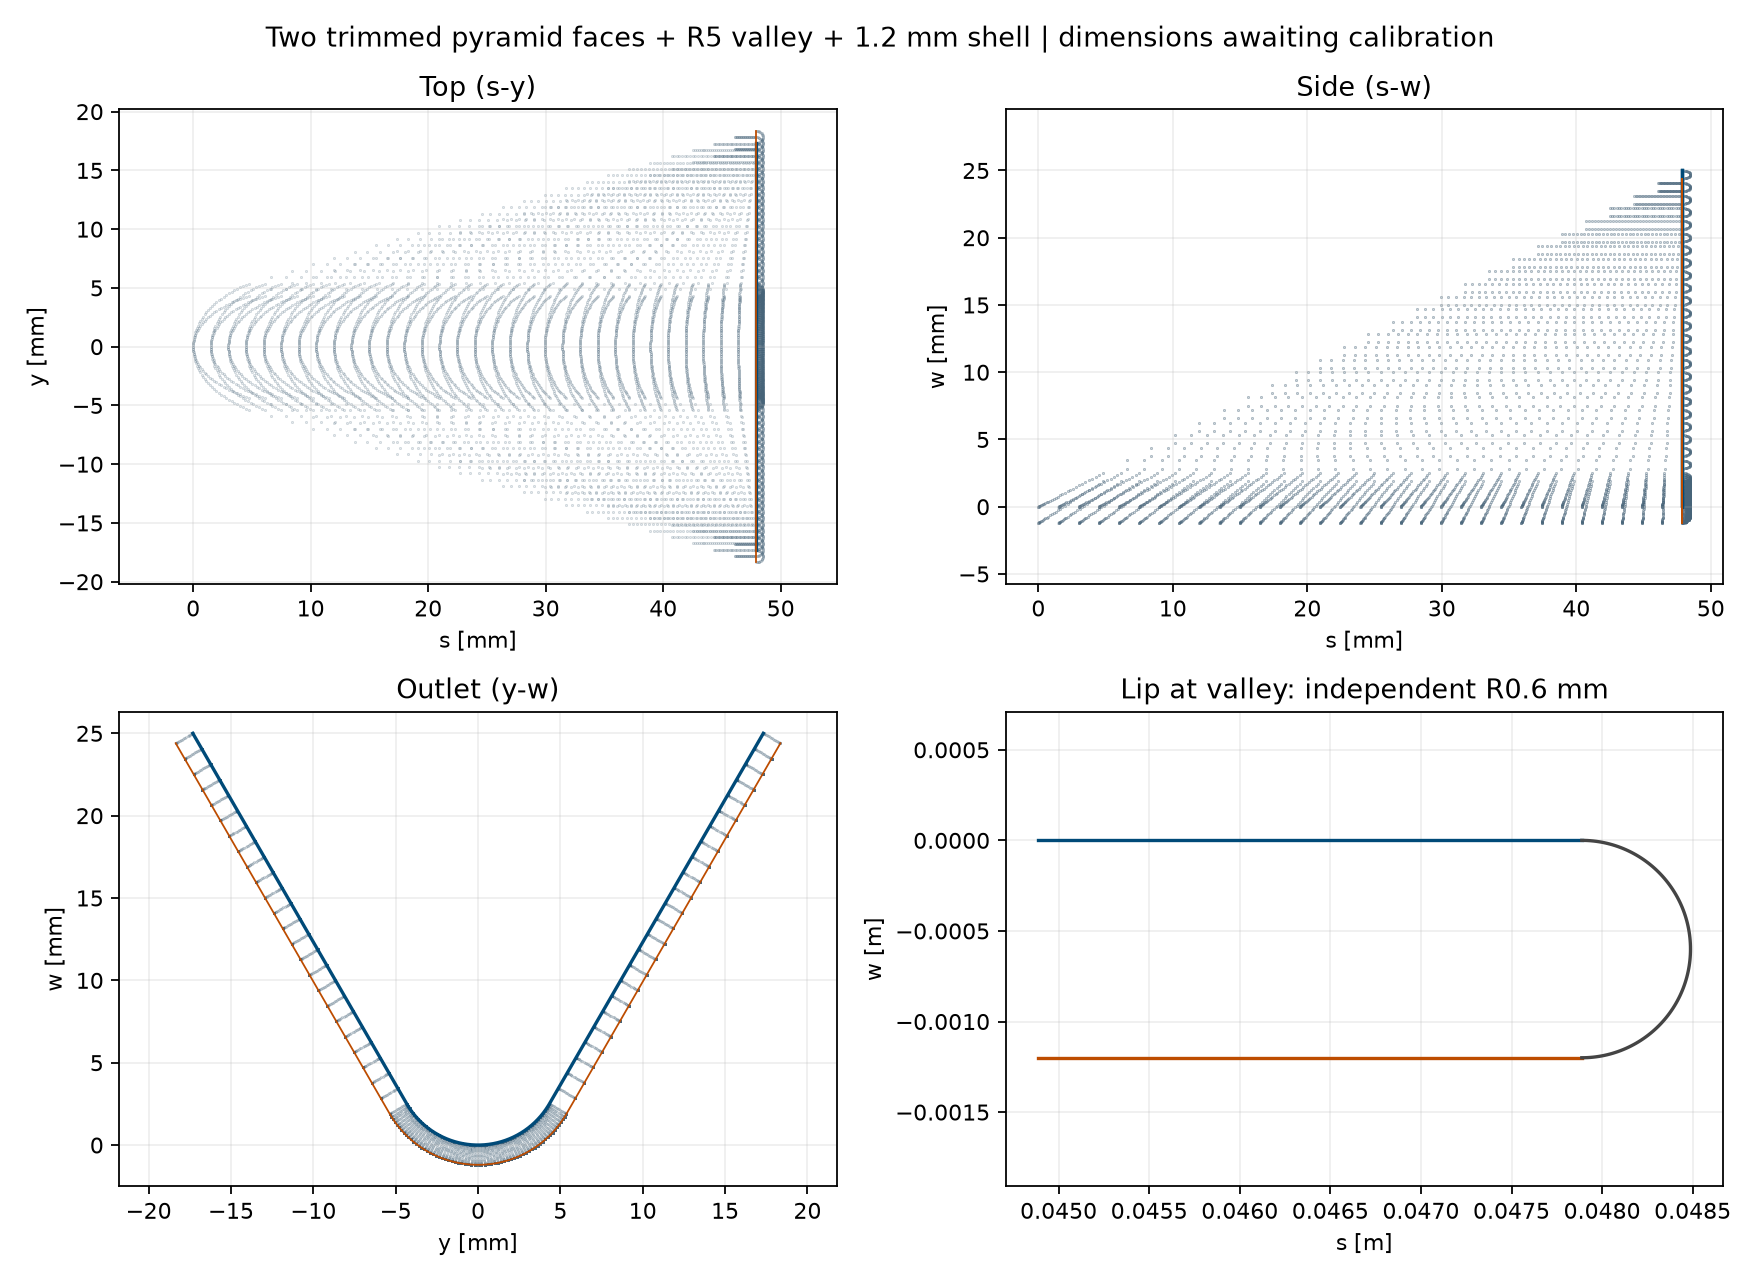 Two trimmed pyramid faces + R5 valley + 1.2 mm shell | dimensions awaiting calibration
Top (s-y)
20
15
10
5
0
−5
−10
−15
−20
y [mm]
0 10 20 30 40 50
s [mm]
Side (s-w)
25
20
15
10
5
0
−5
w [mm]
0 10 20 30 40 50
s [mm]
Outlet (y-w)
25
20
15
10
5
0
w [mm]
−20 −15 −10 −5 0 5 10 15 20
y [mm]
Lip at valley: independent R0.6 mm
0.0005
0.0000
−0.0005
−0.0010
−0.0015
w [m]
0.0450 0.0455 0.0460 0.0465 0.0470 0.0475 0.0480 0.0485
s [m]